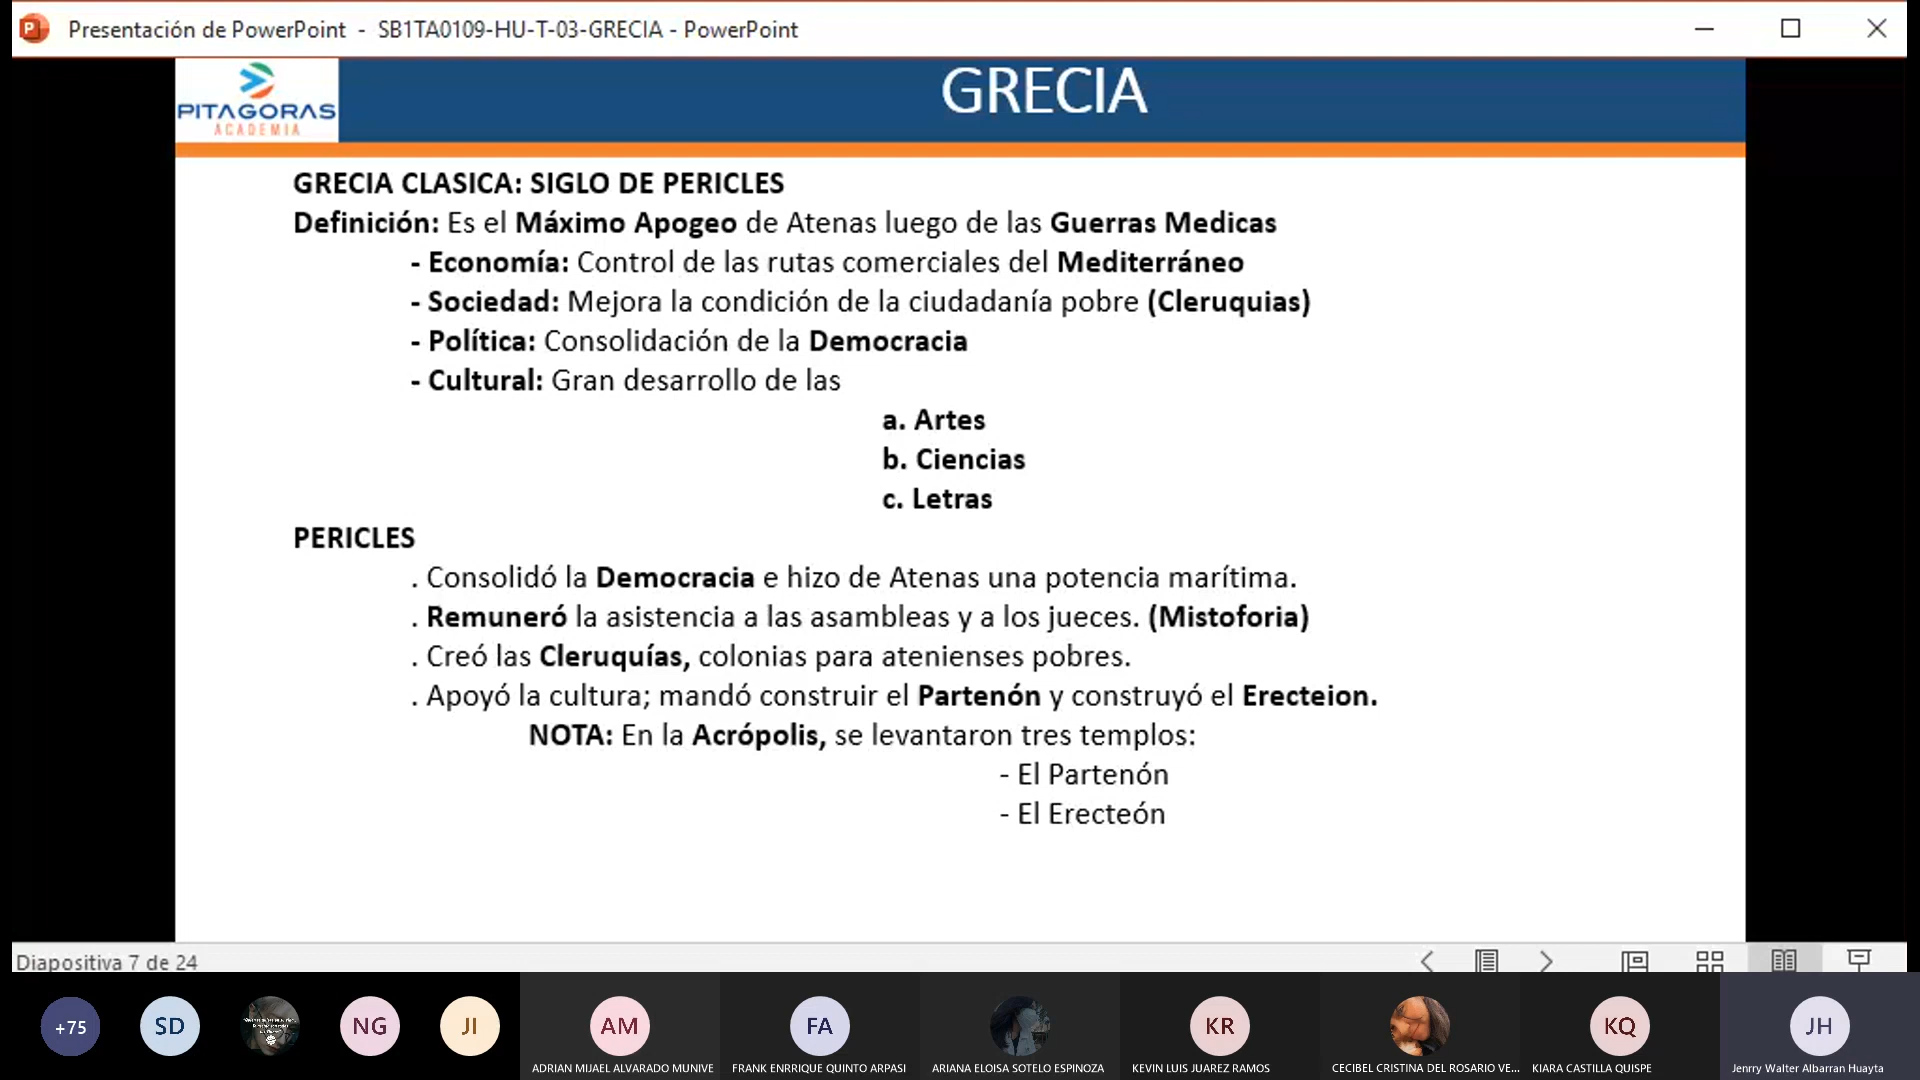 Presentación de PowerPoint - SB1TA0109-HU-T-03-GRECIA - PowerPoint
PITAGORAS
ACADEMIA
GRECIA
GRECIA CLASICA: SIGLO DE PERICLES
Definición: Es el Máximo Apogeo de Atenas luego de las Guerras Medicas
- Economía: Control de las rutas comerciales del Mediterráneo
- Sociedad: Mejora la condición de la ciudadanía pobre (Cleruquias)
- Política: Consolidación de la Democracia
- Cultural: Gran desarrollo de las
a. Artes
b. Ciencias
c. Letras
PERICLES
. Consolidó la Democracia e hizo de Atenas una potencia marítima.
. Remuneró la asistencia a las asambleas y a los jueces. (Mistoforia)
. Creó las Cleruquías, colonias para atenienses pobres.
. Apoyó la cultura; mandó construir el Partenón y construyó el Erecteion.
NOTA: En la Acrópolis, se levantaron tres templos:
- El Partenón
- El Erecteón
Diapositiva 7 de 24
+75
SD
NG
JI
AM
FA
KR
KQ
JH
ADRIAN MIJAEL ALVARADO MUNIVE
FRANK ENRRIQUE QUINTO ARPASI
ARIANA ELOISA SOTELO ESPINOZA
KEVIN LUIS JUAREZ RAMOS
CECIBEL CRISTINA DEL ROSARIO VE...
KIARA CASTILLA QUISPE
Jenrry Walter Albarran Huayta